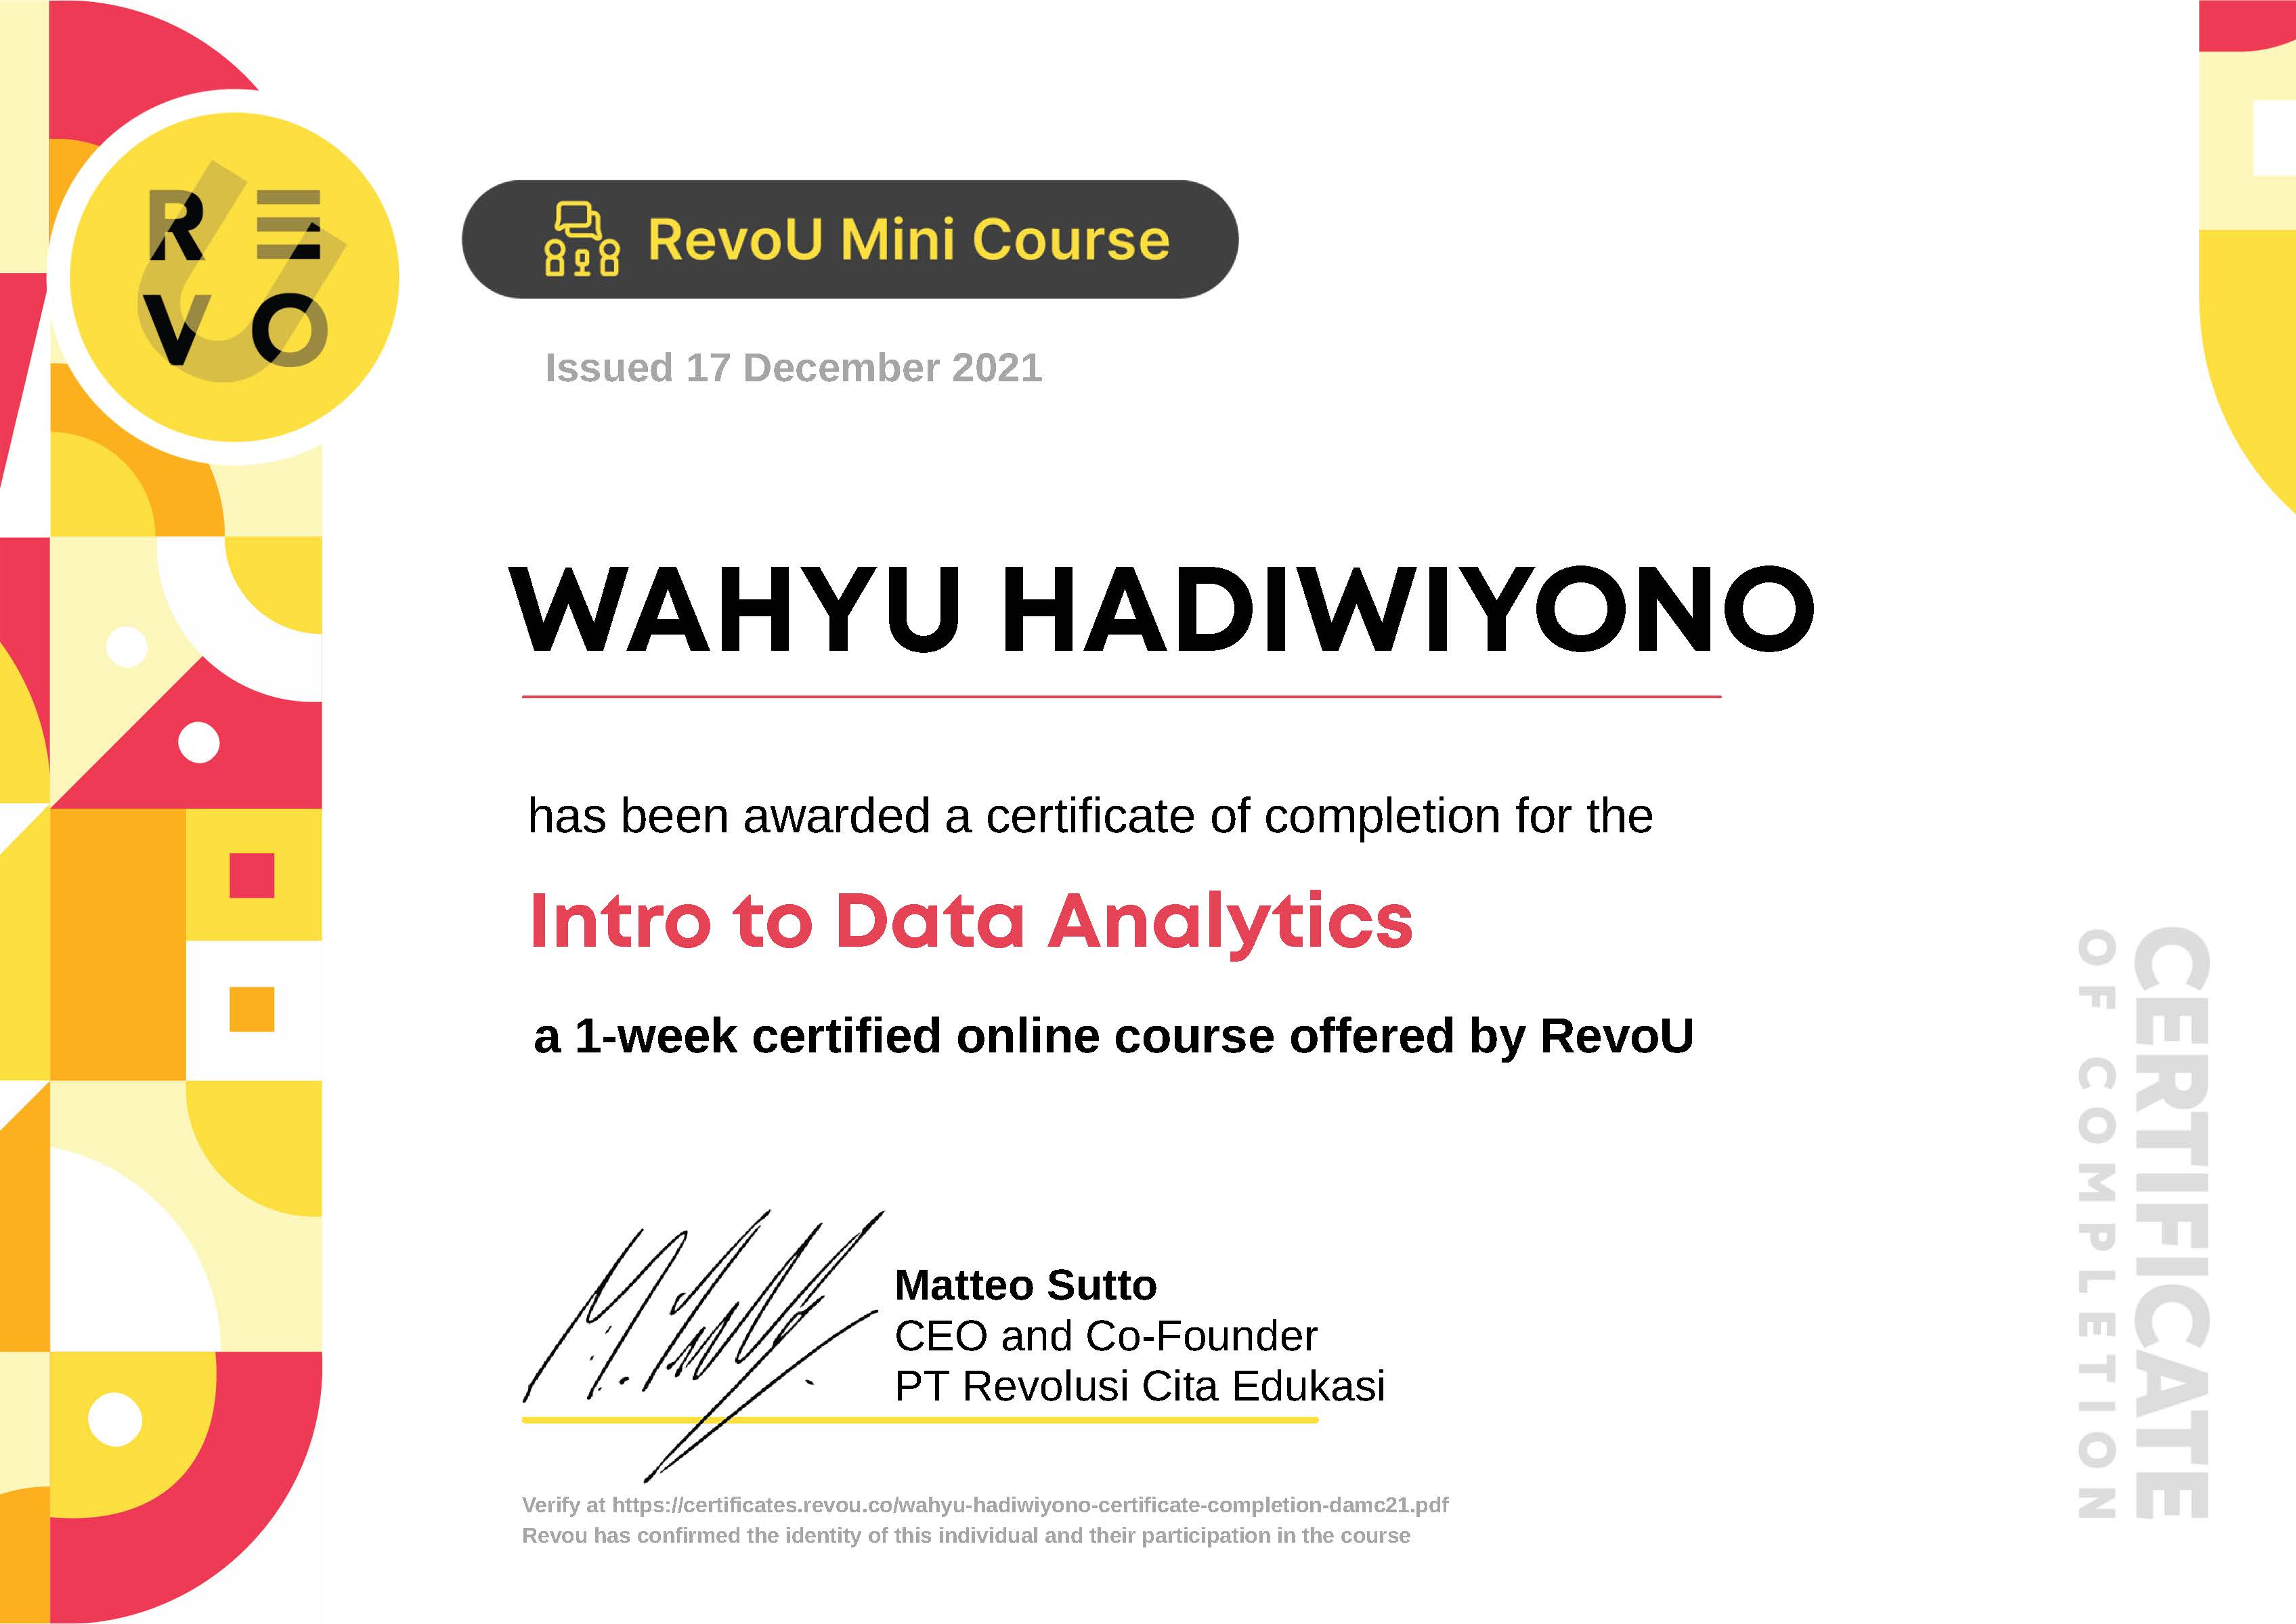 RE
VO
RevoU Mini Course
Issued 17 December 2021
WAHYU HADIWIYONO
has been awarded a certificate of completion for the
Intro to Data Analytics
a 1-week certified online course offered by RevoU
Matteo Sutto
CEO and Co-Founder
PT Revolusi Cita Edukasi
Verify at https://certificates.revou.co/wahyu-hadiwiyono-certificate-completion-damc21.pdf
Revou has confirmed the identity of this individual and their participation in the course
CERTIFICATE
OF COMPLETION